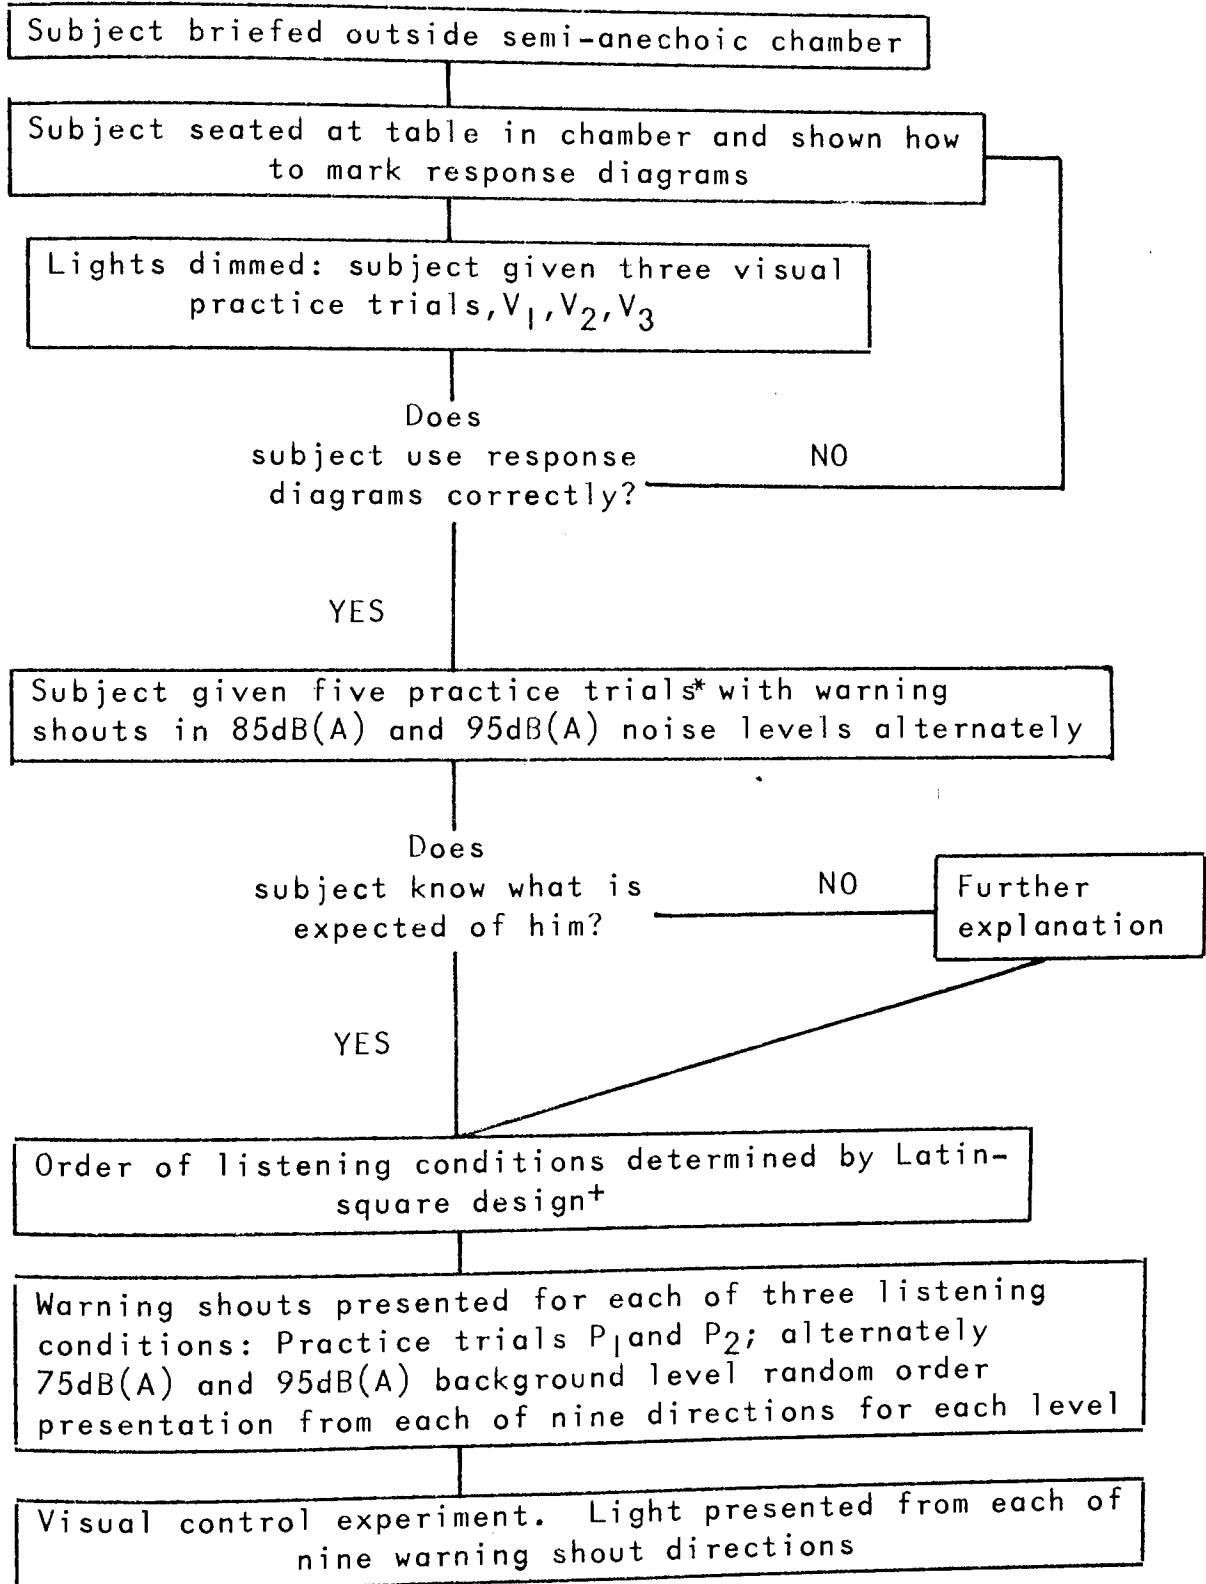 Subject briefed outside semi-anechoic chamber
Subject seated at table in chamber and shown how
to mark response diagrams
Lights dimmed: subject given three visual
practice trials, V₁, V₂, V₃
Does
subject use response
diagrams correctly?
NO
YES
Subject given five practice trials* with warning
shouts in 85dB(A) and 95dB(A) noise levels alternately
Does
subject know what is
expected of him?
NO
Further
explanation
YES
Order of listening conditions determined by Latin-
square design⁺
Warning shouts presented for each of three listening
conditions: Practice trials P₁ and P₂; alternately
75dB(A) and 95dB(A) background level random order
presentation from each of nine directions for each level
Visual control experiment. Light presented from each of
nine warning shout directions